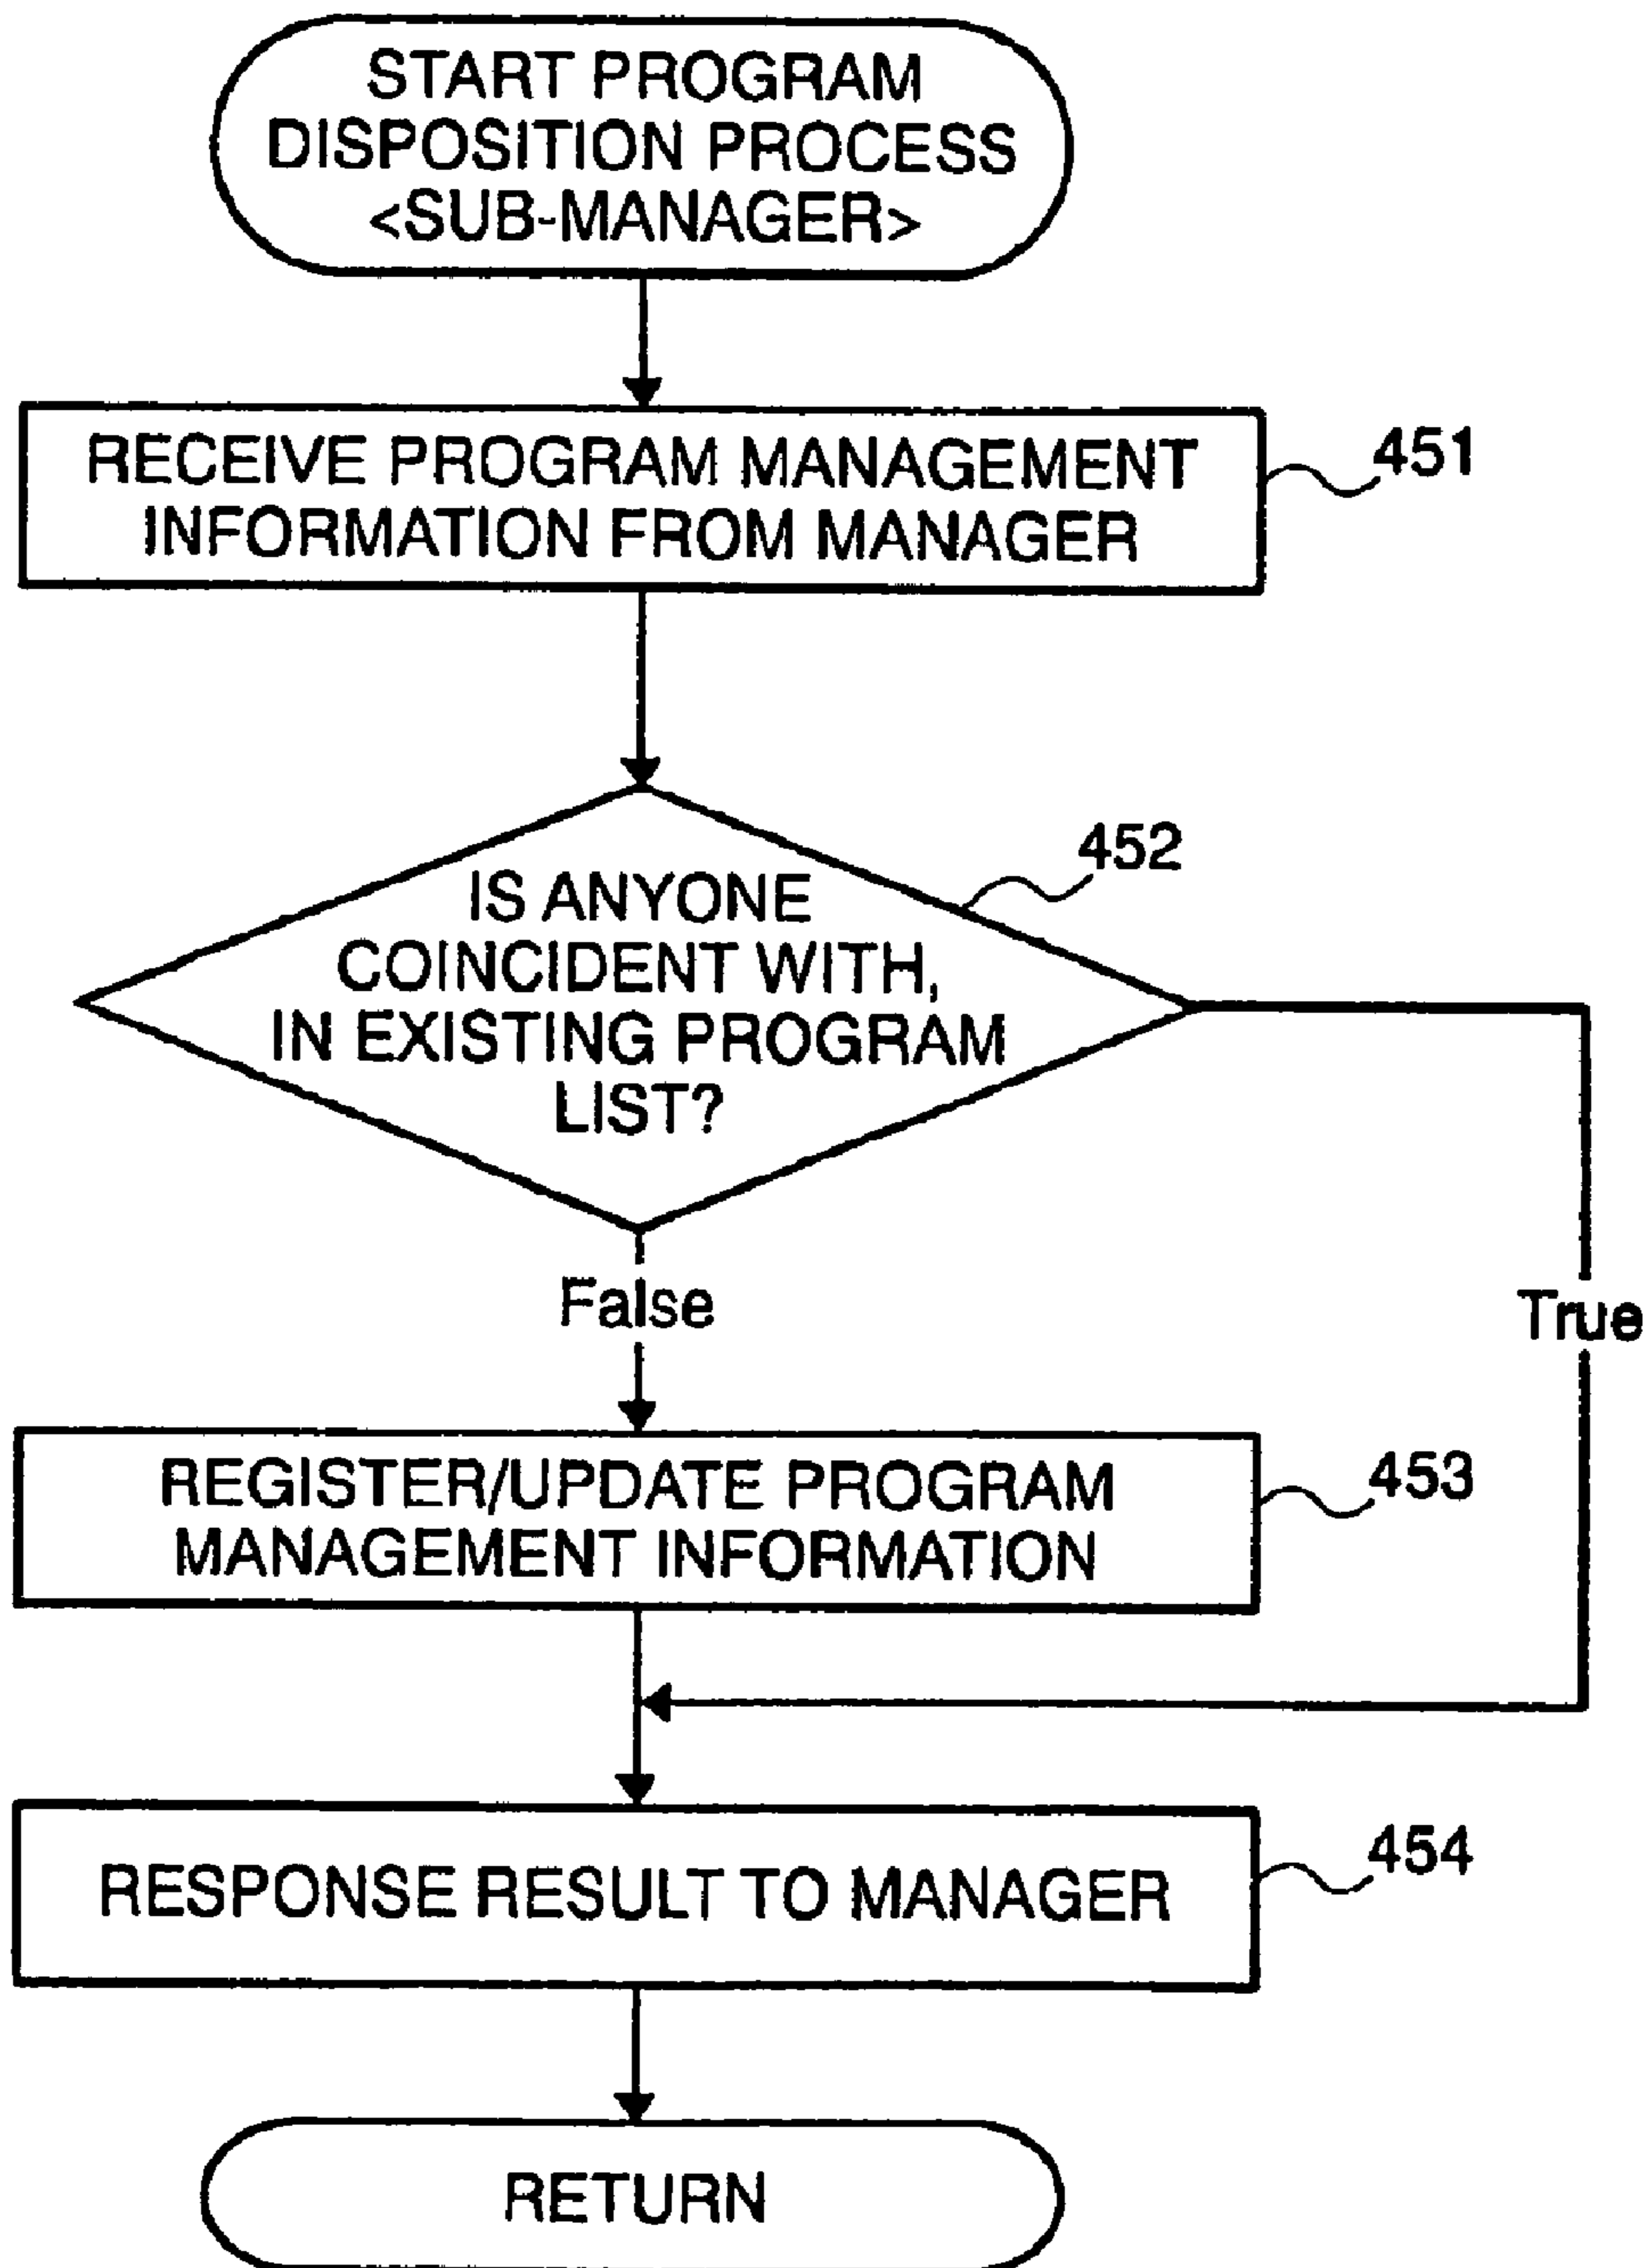 START PROGRAM
DISPOSITION PROCESS
<SUB-MANAGER>
RECEIVE PROGRAM MANAGEMENT
INFORMATION FROM MANAGER
451
452
IS ANYONE
COINCIDENT WITH,
IN EXISTING PROGRAM
LIST?
False
True
REGISTER/UPDATE PROGRAM
MANAGEMENT INFORMATION
453
RESPONSE RESULT TO MANAGER
454
RETURN